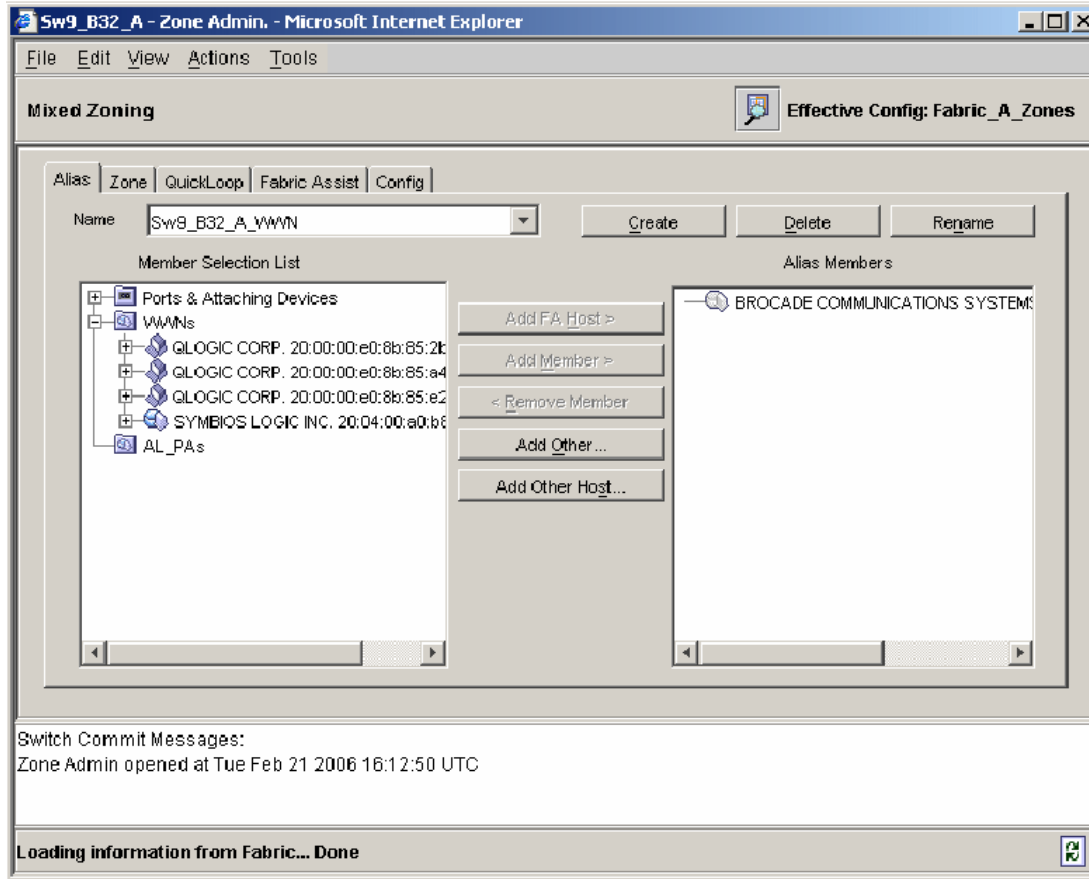 Sw9_B32_A - Zone Admin. - Microsoft Internet Explorer
File Edit View Actions Tools
Mixed Zoning
Effective Config: Fabric_A_Zones
Alias Zone QuickLoop Fabric Assist Config
Name Sw9_B32_A_WWN Create Delete Rename
Member Selection List
Alias Members
Ports & Attaching Devices
WWNs
QLOGIC CORP. 20:00:00:e0:8b:85:2b
QLOGIC CORP. 20:00:00:e0:8b:85:a4
QLOGIC CORP. 20:00:00:e0:8b:85:e2
SYMBIOS LOGIC INC. 20:04:00:a0:b8
AL_PAs
Add FA Host >
Add Member >
< Remove Member
Add Other...
Add Other Host...
BROCADE COMMUNICATIONS SYSTEMS
Switch Commit Messages:
Zone Admin opened at Tue Feb 21 2006 16:12:50 UTC
Loading information from Fabric... Done